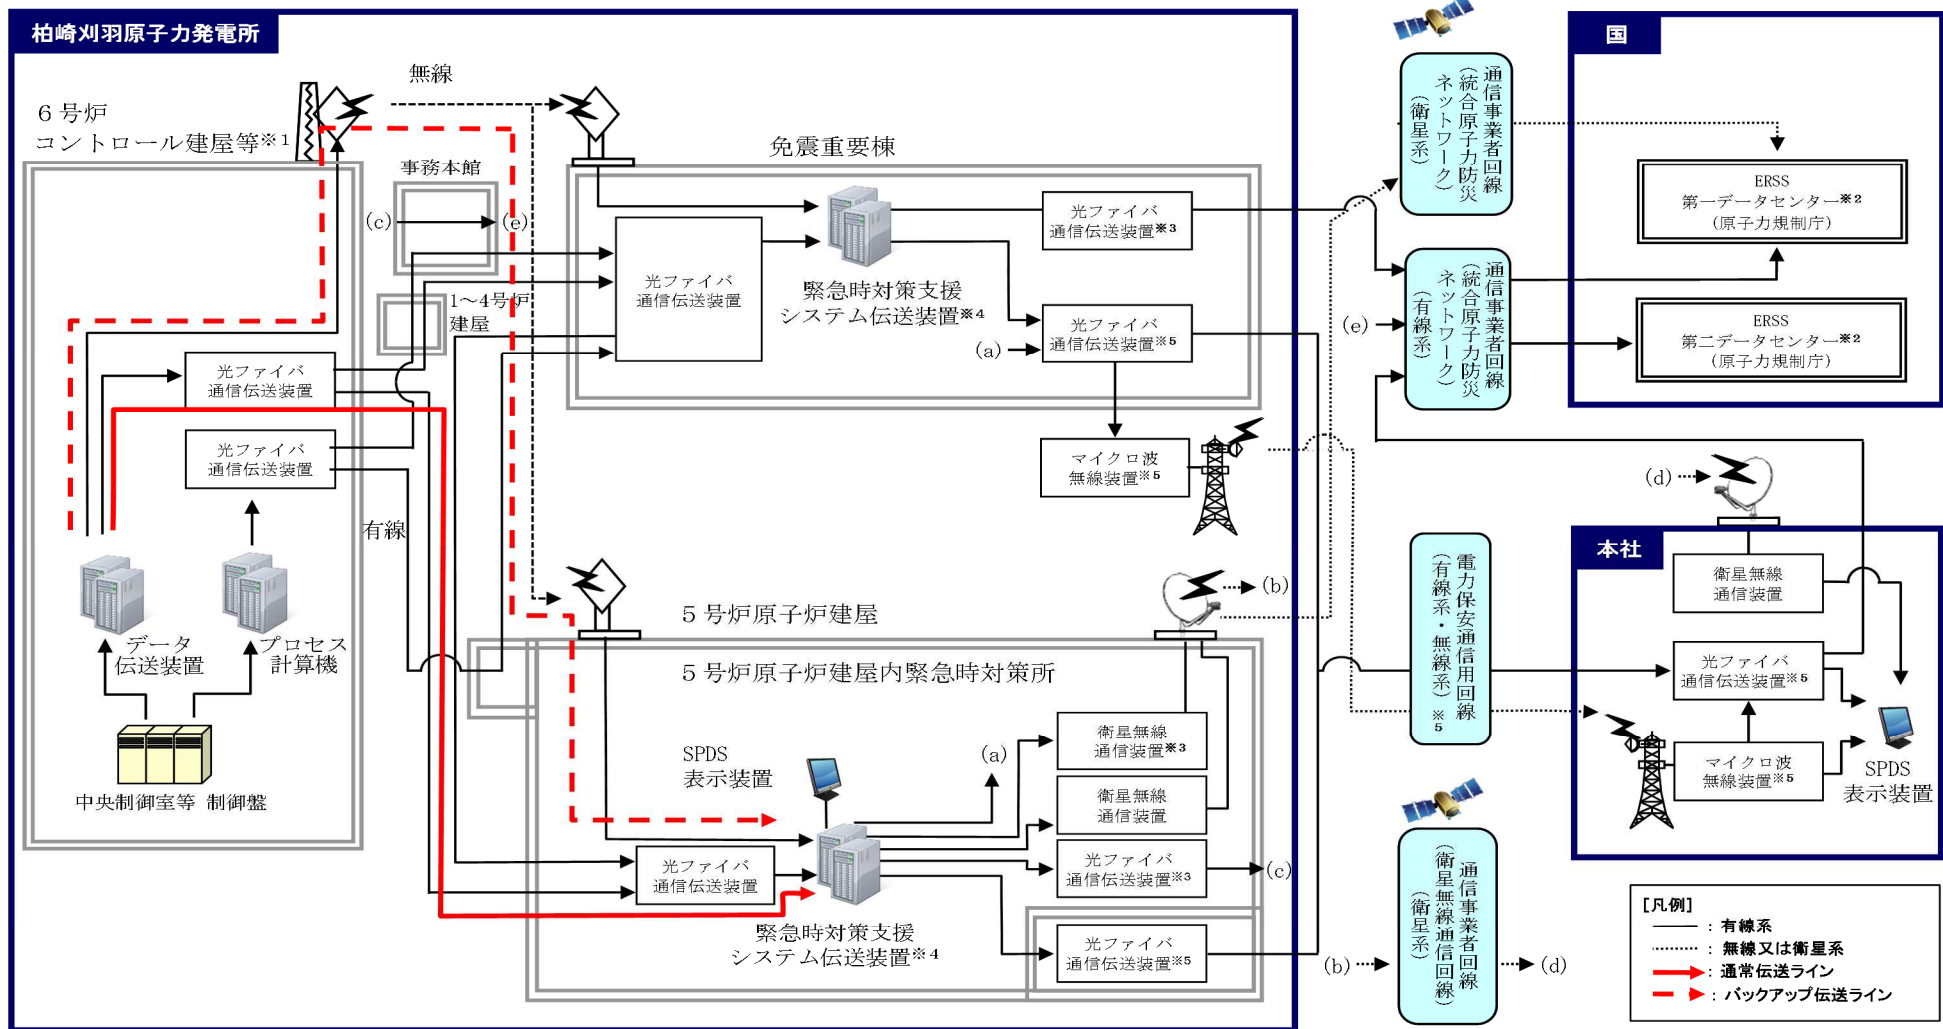 柏崎刈羽原子力発電所
無線
6号炉
コントロール建屋等※1
事務本館
(c)
(e)
1~4号炉
建屋
光ファイバ
通信伝送装置
光ファイバ
通信伝送装置
有線
データ
伝送装置
プロセス
計算機
中央制御室等 制御盤
免震重要棟
光ファイバ
通信伝送装置
緊急時対策支援
システム伝送装置※4
光ファイバ
通信伝送装置※3
(a)
光ファイバ
通信伝送装置※5
マイクロ波
無線装置※5
5号炉原子炉建屋
(b)
5号炉原子炉建屋内緊急時対策所
SPDS
表示装置
(a)
衛星無線
通信装置※3
衛星無線
通信装置
光ファイバ
通信伝送装置
光ファイバ
通信伝送装置※3
(c)
緊急時対策支援
システム伝送装置※4
光ファイバ
通信伝送装置※5
通信事業者回線
(統合原子力防災
ネットワーク)
(衛星系)
(e)
通信事業者回線
(統合原子力防災
ネットワーク)
(有線系)
電力保安通信用回線
(有線系・無線系)※5
(b)
通信事業者回線
(衛星無線通信回線)
(衛星系)
(d)
国
ERSS
第一データセンター※2
(原子力規制庁)
ERSS
第二データセンター※2
(原子力規制庁)
(d)
本社
衛星無線
通信装置
光ファイバ
通信伝送装置※5
マイクロ波
無線装置※5
SPDS
表示装置
[凡例]
:有線系
:無線又は衛星系
:通常伝送ライン
:バックアップ伝送ライン